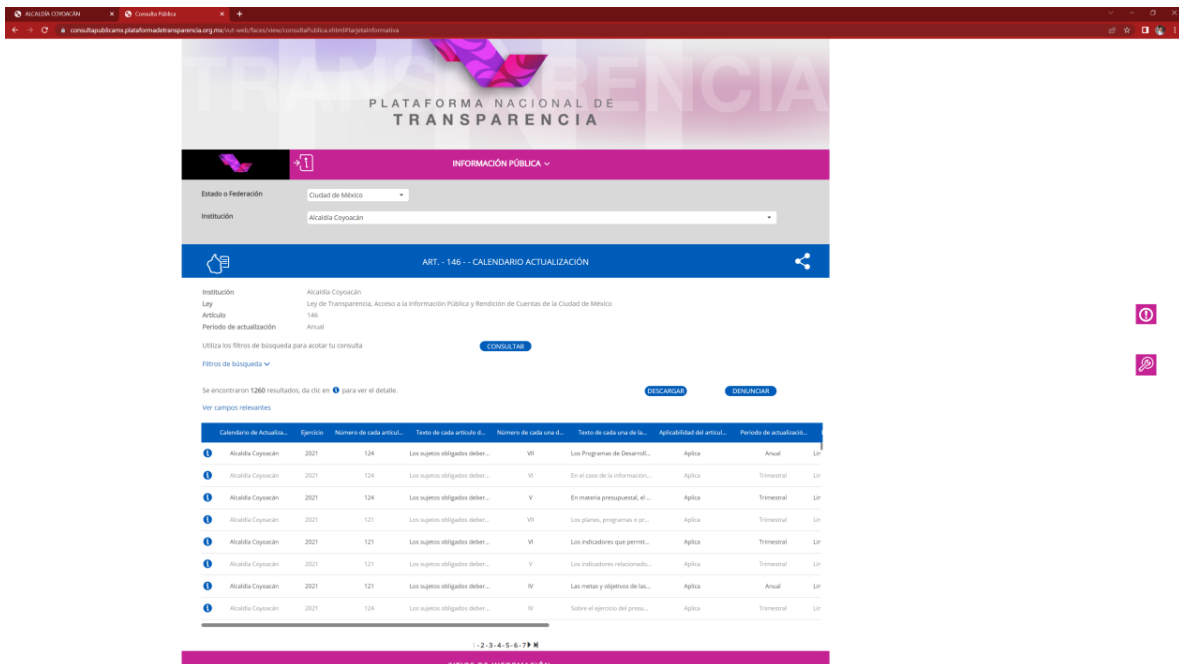 ALCALDÍA COYOACÁN × Consulta Pública × +
consultapublicamx.plataformadetransparencia.org.mx/vut-web/faces/view/consultaPublica.xhtml#tarjetaInformativa
TRANSPARENCIA
PLATAFORMA NACIONAL DE
TRANSPARENCIA
INFORMACIÓN PÚBLICA
Estado o Federación Ciudad de México
Institución Alcaldía Coyoacán
ART. - 146 - - CALENDARIO ACTUALIZACIÓN
Institución Alcaldía Coyoacán
Ley Ley de Transparencia, Acceso a la Información Pública y Rendición de Cuentas de la Ciudad de México
Artículo 146
Periodo de actualización Anual
Utiliza los filtros de búsqueda para acotar tu consulta CONSULTAR
Filtros de búsqueda
Se encontraron 1260 resultados, da clic en i para ver el detalle. DESCARGAR DENUNCIAR
Ver campos relevantes
Calendario de Actualiza... Ejercicio Número de cada artícul... Texto de cada artículo d... Número de cada una d... Texto de cada una de la... Aplicabilidad del artícul... Periodo de actualizació...
Alcaldía Coyoacán 2021 124 Los sujetos obligados deber... VII Los Programas de Desarroll... Aplica Anual Lin
Alcaldía Coyoacán 2021 124 Los sujetos obligados deber... VI En el caso de la información... Aplica Trimestral Lin
Alcaldía Coyoacán 2021 124 Los sujetos obligados deber... V En materia presupuestal, el ... Aplica Trimestral Lin
Alcaldía Coyoacán 2021 121 Los sujetos obligados deber... VII Los planes, programas o pr... Aplica Trimestral Lin
Alcaldía Coyoacán 2021 121 Los sujetos obligados deber... VI Los indicadores que permit... Aplica Trimestral Lin
Alcaldía Coyoacán 2021 121 Los sujetos obligados deber... V Los indicadores relacionado... Aplica Trimestral Lin
Alcaldía Coyoacán 2021 121 Los sujetos obligados deber... IV Las metas y objetivos de las... Aplica Anual Lin
Alcaldía Coyoacán 2021 124 Los sujetos obligados deber... IV Sobre el ejercicio del presu... Aplica Trimestral Lin
1-2-3-4-5-6-7
SITIOS DE INFORMACIÓN